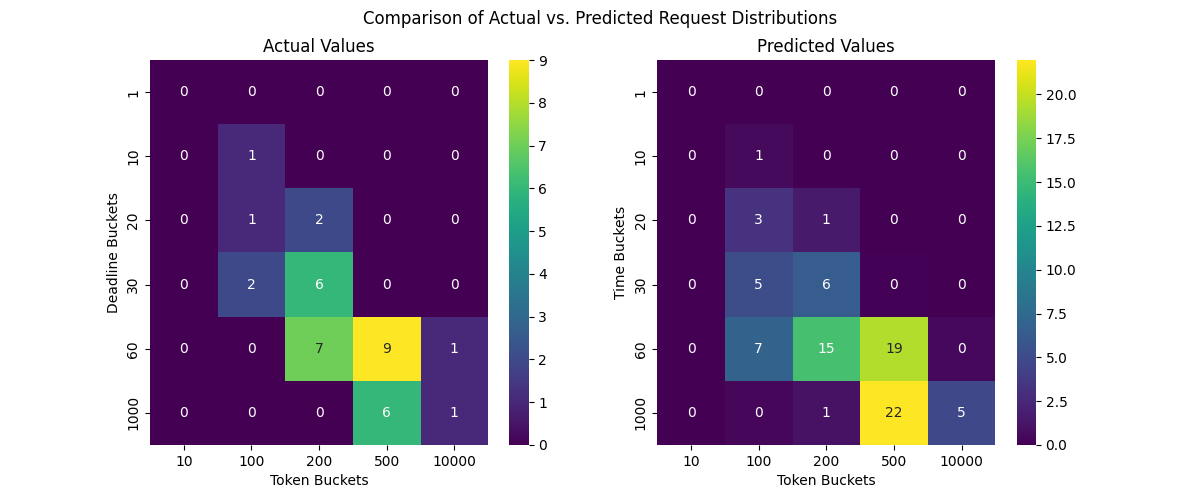 Comparison of Actual vs. Predicted Request Distributions
Actual Values
Deadline Buckets
1
10
20
30
60
1000
0 0 0 0 0
0 1 0 0 0
0 1 2 0 0
0 2 6 0 0
0 0 7 9 1
0 0 0 6 1
10 100 200 500 10000
Token Buckets
9
8
7
6
5
4
3
2
1
0
Predicted Values
Time Buckets
1
10
20
30
60
1000
0 0 0 0 0
0 1 0 0 0
0 3 1 0 0
0 5 6 0 0
0 7 15 19 0
0 0 1 22 5
10 100 200 500 10000
Token Buckets
20.0
17.5
15.0
12.5
10.0
7.5
5.0
2.5
0.0